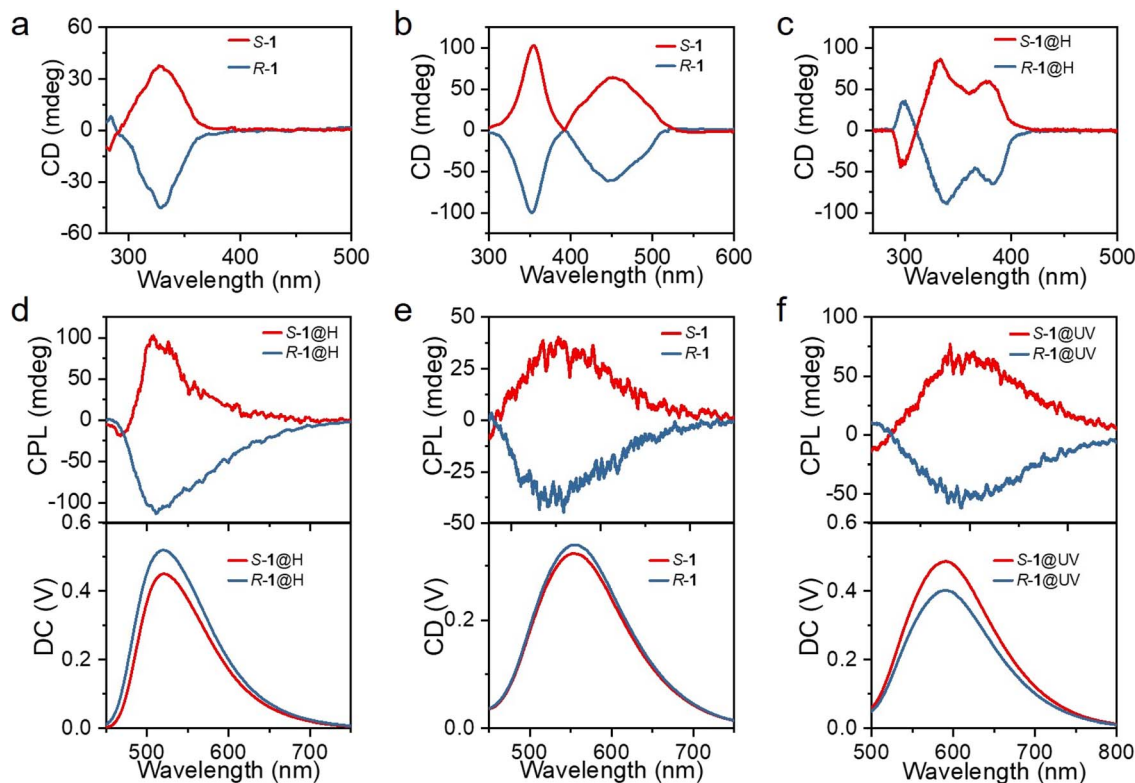 a
60
30
0
-30
-60
CD (mdeg)
S-1
R-1
300 400 500
Wavelength (nm)
b
100
50
0
-50
-100
CD (mdeg)
S-1
R-1
300 400 500 600
Wavelength (nm)
c
100
50
0
-50
-100
CD (mdeg)
S-1@H
R-1@H
300 400 500
Wavelength (nm)
d
100
50
0
-50
-100
CPL (mdeg)
S-1@H
R-1@H
0.6
0.4
0.2
0.0
DC (V)
S-1@H
R-1@H
500 600 700
Wavelength (nm)
e
50
25
0
-25
-50
CPL (mdeg)
S-1
R-1
0.2
0.0
CD (V)
S-1
R-1
500 600 700
Wavelength (nm)
f
100
50
0
-50
CPL (mdeg)
S-1@UV
R-1@UV
0.6
0.4
0.2
0.0
DC (V)
S-1@UV
R-1@UV
500 600 700 800
Wavelength (nm)